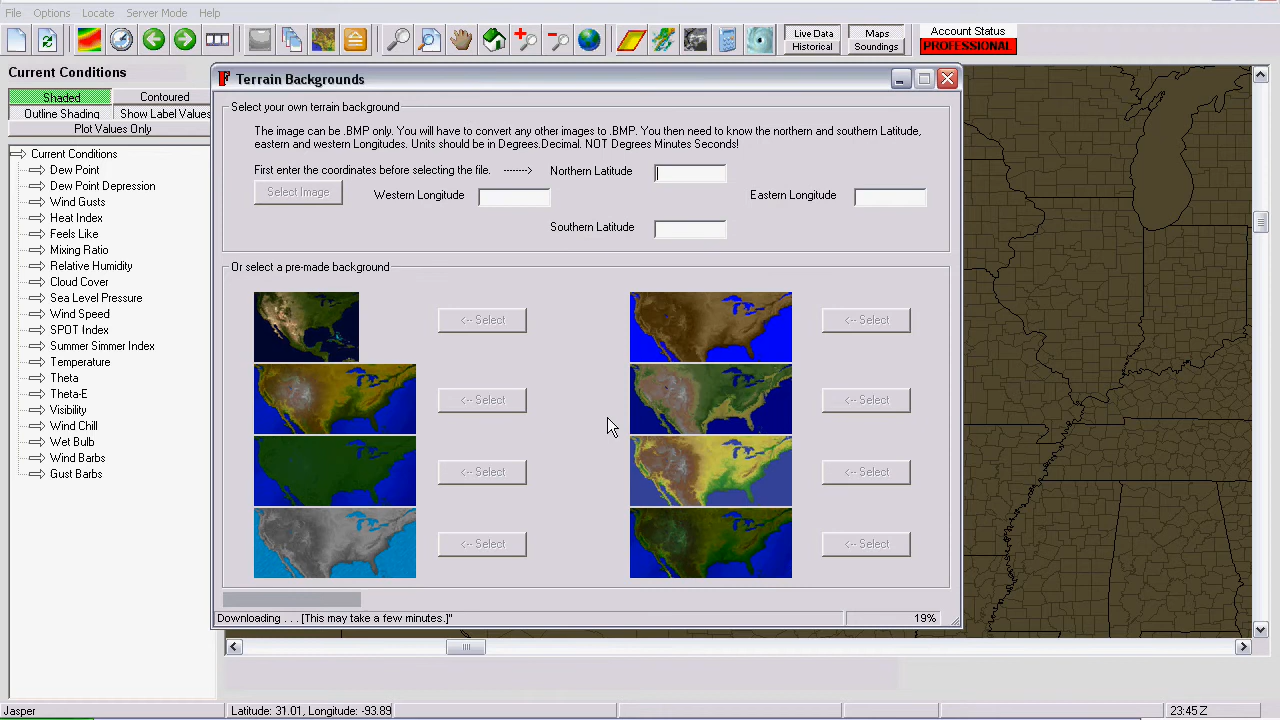 File Options Locate Server Mode Help
Live Data
Historical
Maps
Soundings
Account Status
PROFESSIONAL
Current Conditions
Shaded Contoured
Outline Shading Show Label Values
Plot Values Only
Current Conditions
Dew Point
Dew Point Depression
Wind Gusts
Heat Index
Feels Like
Mixing Ratio
Relative Humidity
Cloud Cover
Sea Level Pressure
Wind Speed
SPOT Index
Summer Simmer Index
Temperature
Theta
Theta-E
Visibility
Wind Chill
Wet Bulb
Wind Barbs
Gust Barbs
Terrain Backgrounds
Select your own terrain background
The image can be .BMP only. You will have to convert any other images to .BMP. You then need to know the northern and southern Latitude,
eastern and western Longitudes. Units should be in Degrees.Decimal. NOT Degrees Minutes Seconds!
First enter the coordinates before selecting the file. -------> Northern Latitude
Select Image Western Longitude Eastern Longitude
Southern Latitude
Or select a pre-made background
<-- Select <-- Select
<-- Select <-- Select
<-- Select <-- Select
<-- Select <-- Select
Downloading.... [This may take a few minutes.]" 19%
Jasper Latitude: 31.01, Longitude: -93.89 23:45 Z